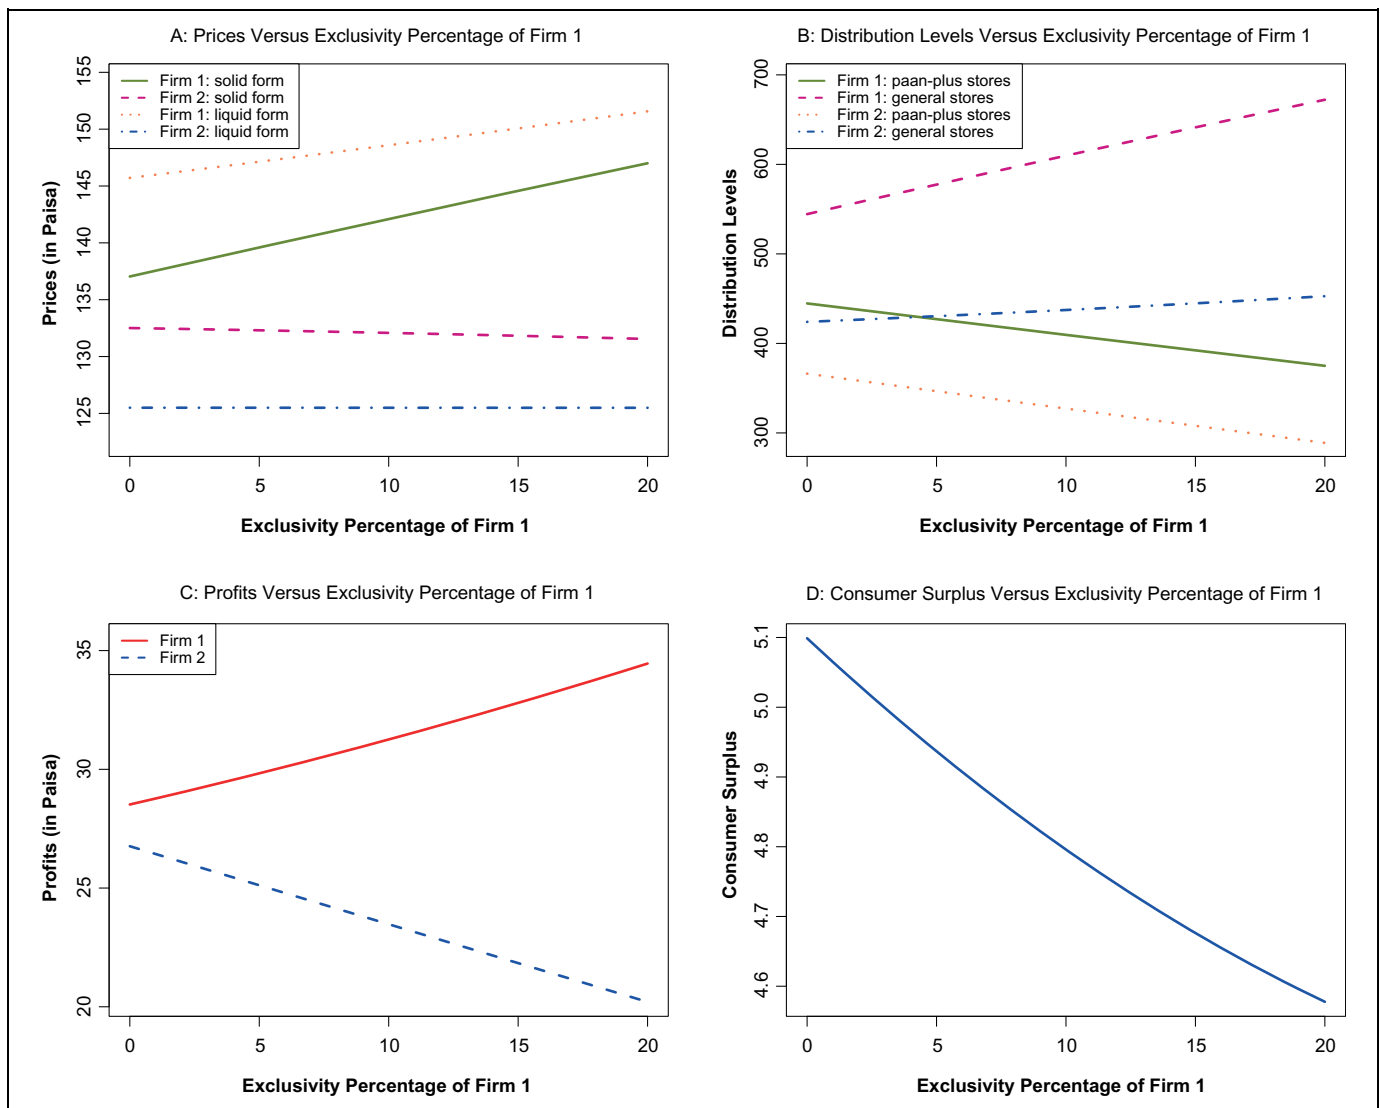 A: Prices Versus Exclusivity Percentage of Firm 1
Firm 1: solid form
Firm 2: solid form
Firm 1: liquid form
Firm 2: liquid form
Prices (in Paisa)
155
150
145
140
135
130
125
0 5 10 15 20
Exclusivity Percentage of Firm 1
B: Distribution Levels Versus Exclusivity Percentage of Firm 1
Firm 1: paan-plus stores
Firm 1: general stores
Firm 2: paan-plus stores
Firm 2: general stores
Distribution Levels
700
600
500
400
300
0 5 10 15 20
Exclusivity Percentage of Firm 1
C: Profits Versus Exclusivity Percentage of Firm 1
Firm 1
Firm 2
Profits (in Paisa)
35
30
25
20
0 5 10 15 20
Exclusivity Percentage of Firm 1
D: Consumer Surplus Versus Exclusivity Percentage of Firm 1
Consumer Surplus
5.1
5.0
4.9
4.8
4.7
4.6
0 5 10 15 20
Exclusivity Percentage of Firm 1